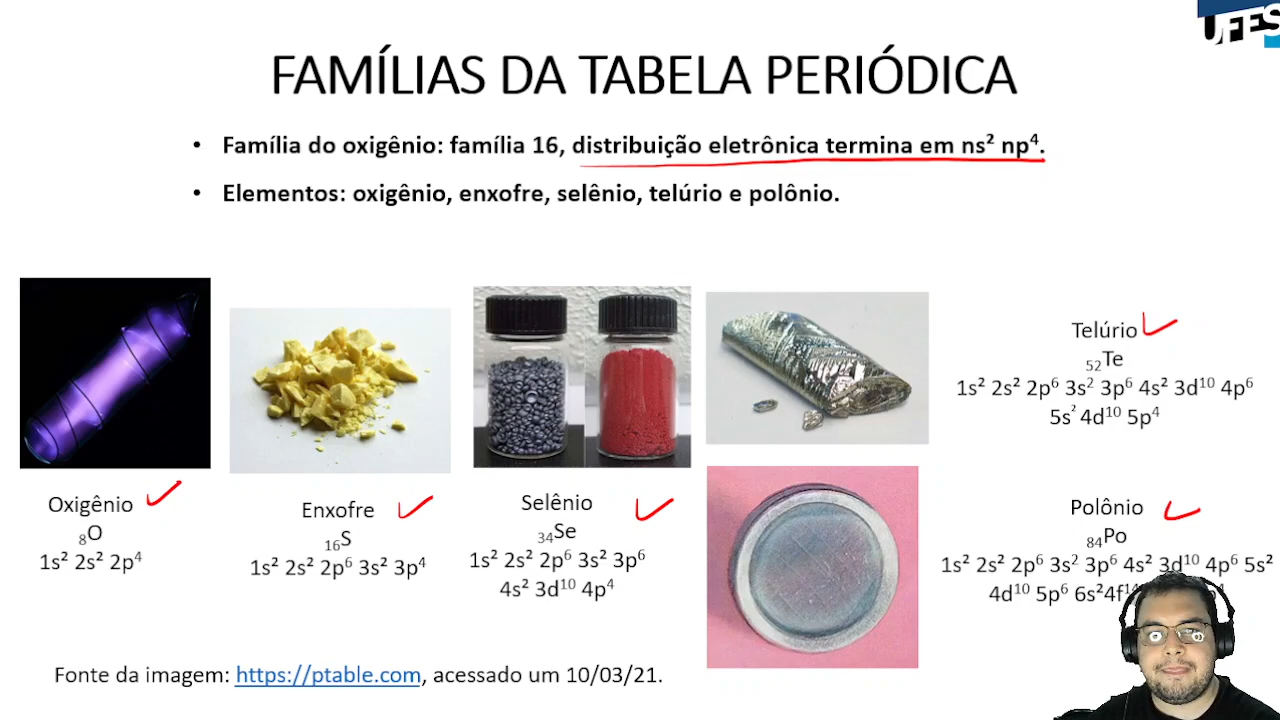 UFES
FAMÍLIAS DA TABELA PERIÓDICA
• Família do oxigênio: família 16, distribuição eletrônica termina em ns² np⁴.
• Elementos: oxigênio, enxofre, selênio, telúrio e polônio.
Oxigênio
₈O
1s² 2s² 2p⁴
Enxofre
₁₆S
1s² 2s² 2p⁶ 3s² 3p⁴
Selênio
₃₄Se
1s² 2s² 2p⁶ 3s² 3p⁶
4s² 3d¹⁰ 4p⁴
Telúrio
₅₂Te
1s² 2s² 2p⁶ 3s² 3p⁶ 4s² 3d¹⁰ 4p⁶
5s² 4d¹⁰ 5p⁴
Polônio
₈₄Po
1s² 2s² 2p⁶ 3s² 3p⁶ 4s² 3d¹⁰ 4p⁶ 5s²
4d¹⁰ 5p⁶ 6s² 4f¹⁴
Fonte da imagem: https://ptable.com, acessado um 10/03/21.